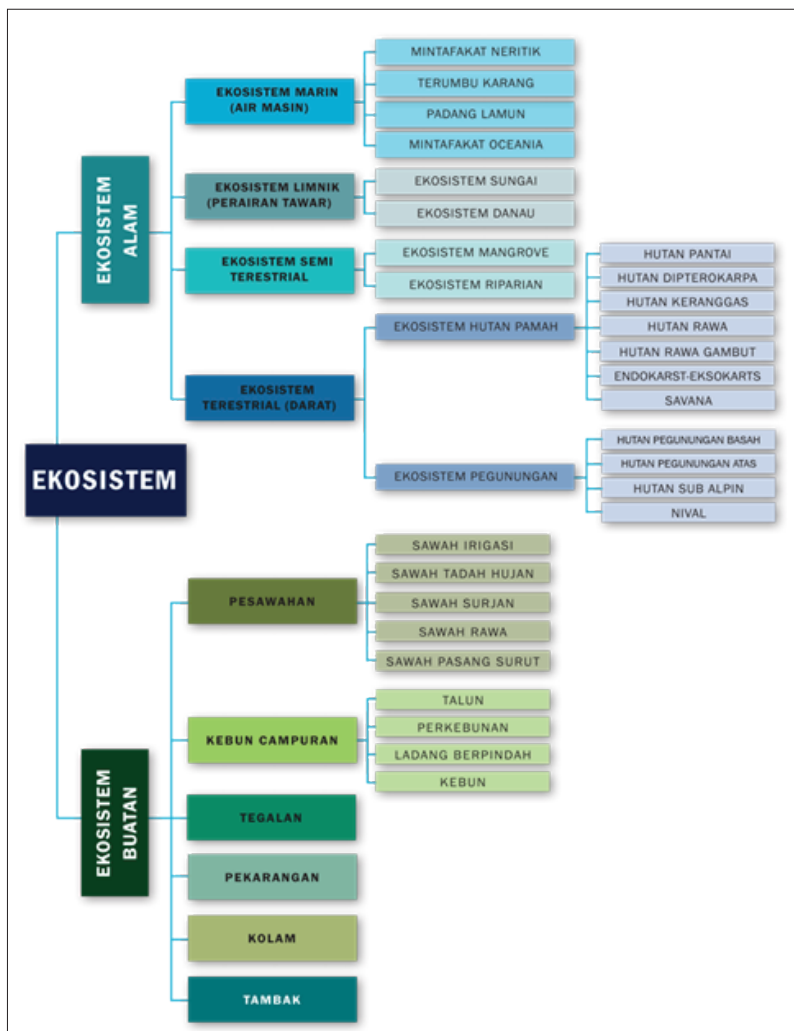 EKOSISTEM
EKOSISTEM
ALAM
EKOSISTEM MARIN
(AIR MASIN)
MINTAFAKAT NERITIK
TERUMBU KARANG
PADANG LAMUN
MINTAFAKAT OCEANIA
EKOSISTEM LIMNIK
(PERAIRAN TAWAR)
EKOSISTEM SUNGAI
EKOSISTEM DANAU
EKOSISTEM SEMI
TERESTRIAL
EKOSISTEM MANGROVE
EKOSISTEM RIPARIAN
EKOSISTEM
TERESTRIAL (DARAT)
EKOSISTEM HUTAN PAMAH
HUTAN PANTAI
HUTAN DIPTEROKARPA
HUTAN KERANGGAS
HUTAN RAWA
HUTAN RAWA GAMBUT
ENDOKARST-EKSOKARTS
SAVANA
EKOSISTEM PEGUNUNGAN
HUTAN PEGUNUNGAN BASAH
HUTAN PEGUNUNGAN ATAS
HUTAN SUB ALPIN
NIVAL
EKOSISTEM
BUATAN
PESAWAHAN
SAWAH IRIGASI
SAWAH TADAH HUJAN
SAWAH SURJAN
SAWAH RAWA
SAWAH PASANG SURUT
KEBUN CAMPURAN
TALUN
PERKEBUNAN
LADANG BERPINDAH
KEBUN
TEGALAN
PEKARANGAN
KOLAM
TAMBAK